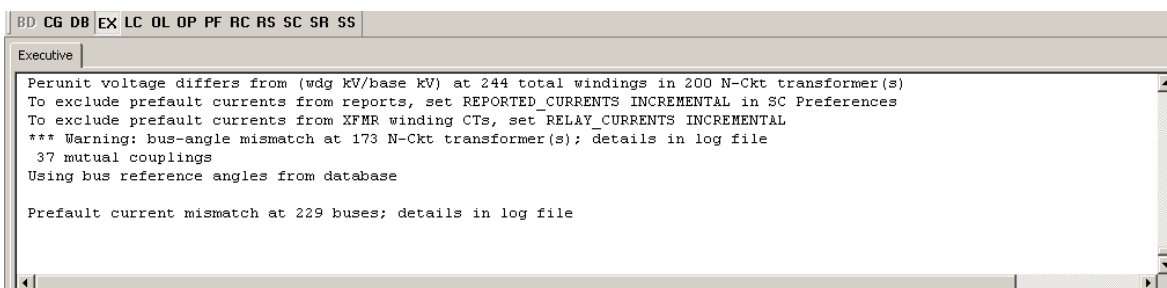 BD CG DB EX LC OL OP PF RC RS SC SR SS
Executive
Perunit voltage differs from (wdg kV/base kV) at 244 total windings in 200 N-Ckt transformer(s)
To exclude prefault currents from reports, set REPORTED_CURRENTS INCREMENTAL in SC Preferences
To exclude prefault currents from XFMR winding CTs, set RELAY_CURRENTS INCREMENTAL
*** Warning: bus-angle mismatch at 173 N-Ckt transformer(s); details in log file
37 mutual couplings
Using bus reference angles from database
Prefault current mismatch at 229 buses; details in log file